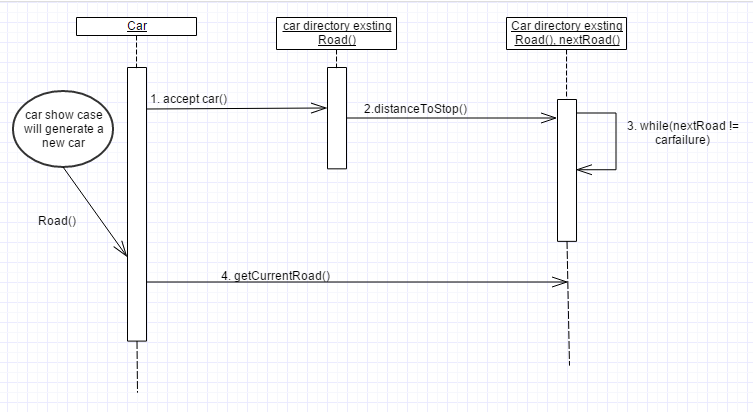 Car
car directory exsting
Road()
Car directory exsting
Road(), nextRoad()
1. accept car()
2.distanceToStop()
car show case
will generate a
new car
3. while(nextRoad !=
carfailure)
Road()
4. getCurrentRoad()